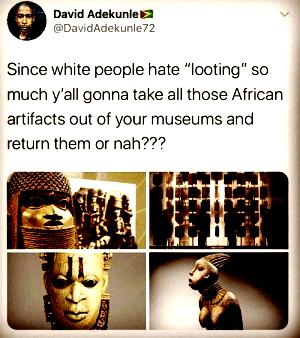 David Adekunle🇬🇾
@DavidAdekunle72
Since white people hate “looting” so
much y’all gonna take all those African
artifacts out of your museums and
return them or nah???